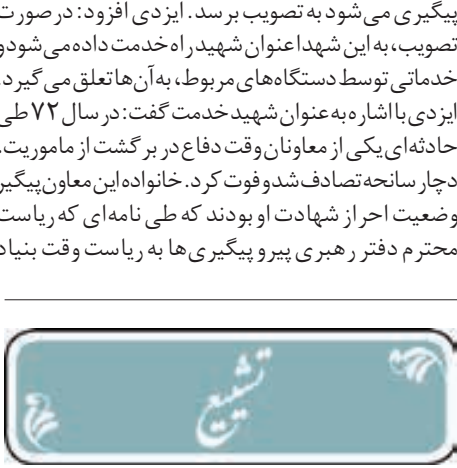 پیگیری می‌شود به تصویب برسد. ایزدی افزود: در صورت
تصویب، به این شهدا عنوان شهید راه خدمت داده می‌شود و
خدماتی توسط دستگاه‌های مربوط، به آن‌ها تعلق می گیرد.
ایزدی با اشاره به عنوان شهید خدمت گفت: در سال ۷۲ طی
حادثه‌ای یکی از معاونان وقت دفاع در بر گشت از ماموریت،
دچار سانحه تصادف شد و فوت کرد. خانواده این معاون پیگیر
وضعیت احراز شهادت او بودند که طی نامه‌ای که ریاست
محترم دفتر رهبری پیرو پیگیری‌ها به ریاست وقت بنیاد
تشییع